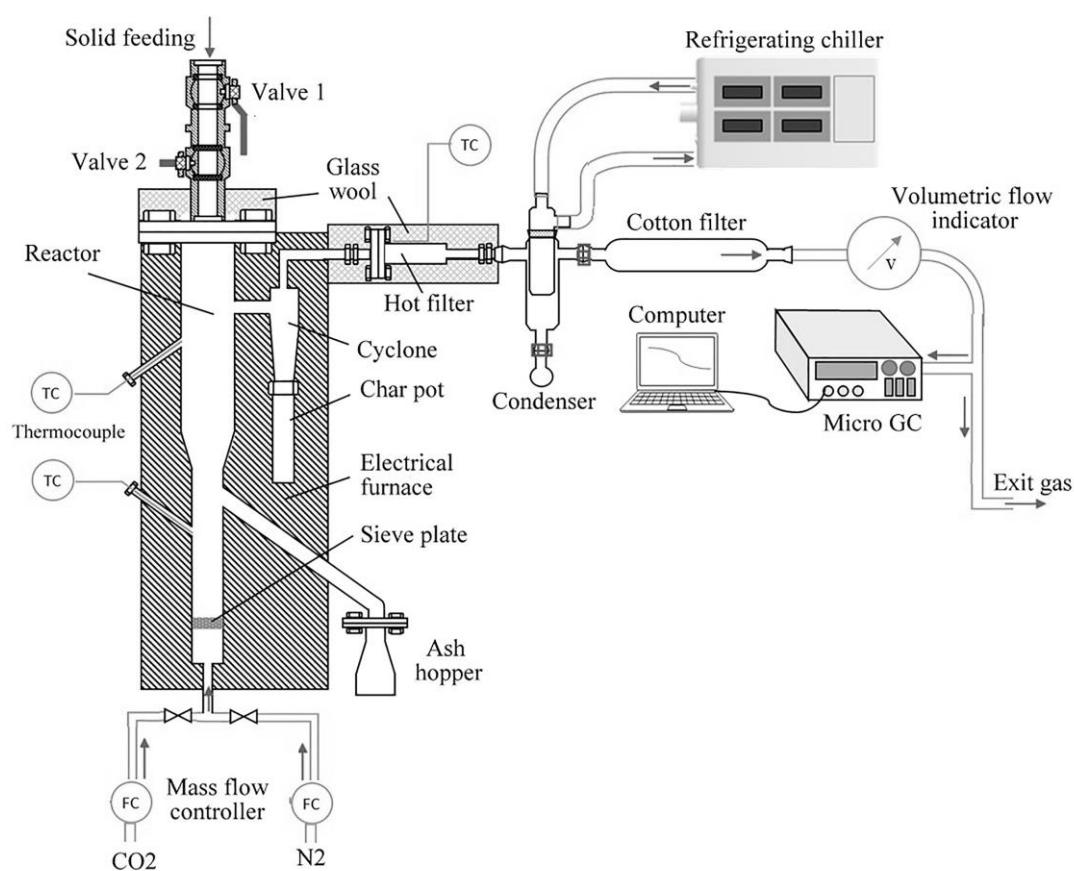 Solid feeding
Refrigerating chiller
Valve 1
Valve 2
TC
Glass
wool
Volumetric flow
indicator
Cotton filter
Reactor
V
Hot filter
Computer
Cyclone
TC
Char pot
Condenser
Micro GC
Thermocouple
TC
Electrical
furnace
Exit gas
Sieve plate
Ash
hopper
Mass flow
controller
FC
FC
CO2
N2